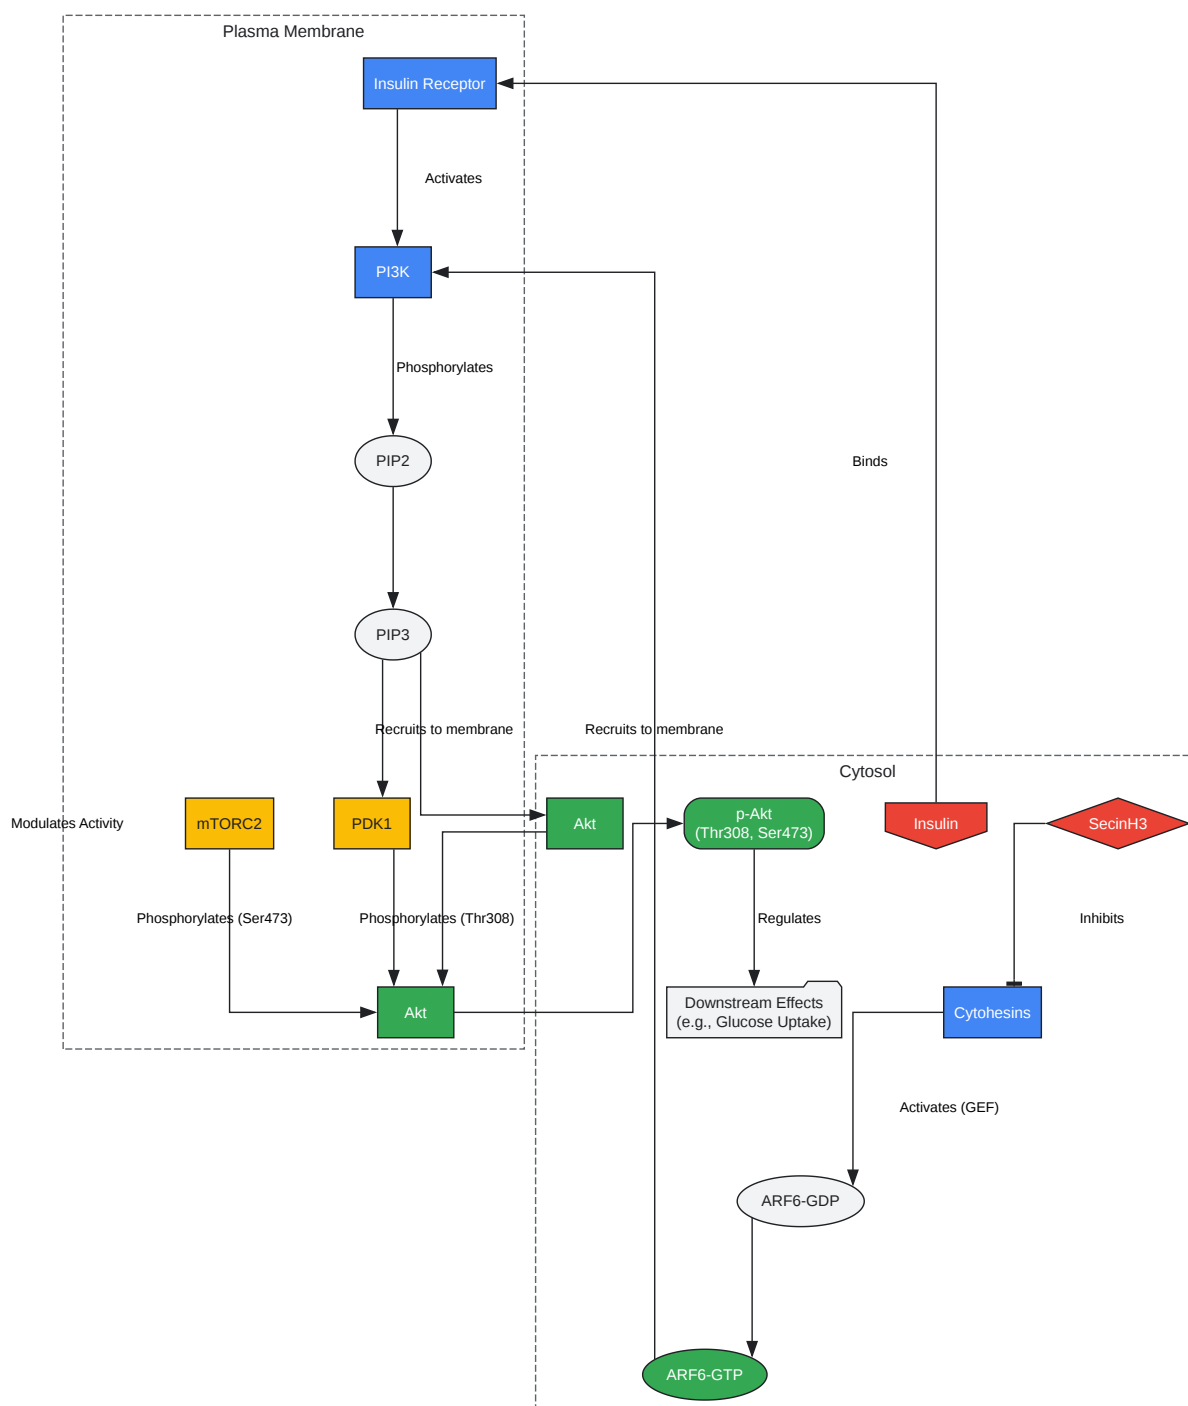 Plasma Membrane
Insulin Receptor
Activates
PI3K
Phosphorylates
PIP2
Binds
PIP3
Recruits to membrane
Recruits to membrane
Cytosol
Modulates Activity
mTORC2
PDK1
Akt
p-Akt
(Thr308, Ser473)
Insulin
SecinH3
Phosphorylates (Ser473)
Phosphorylates (Thr308)
Regulates
Inhibits
Akt
Downstream Effects
(e.g., Glucose Uptake)
Cytohesins
Activates (GEF)
ARF6-GDP
ARF6-GTP